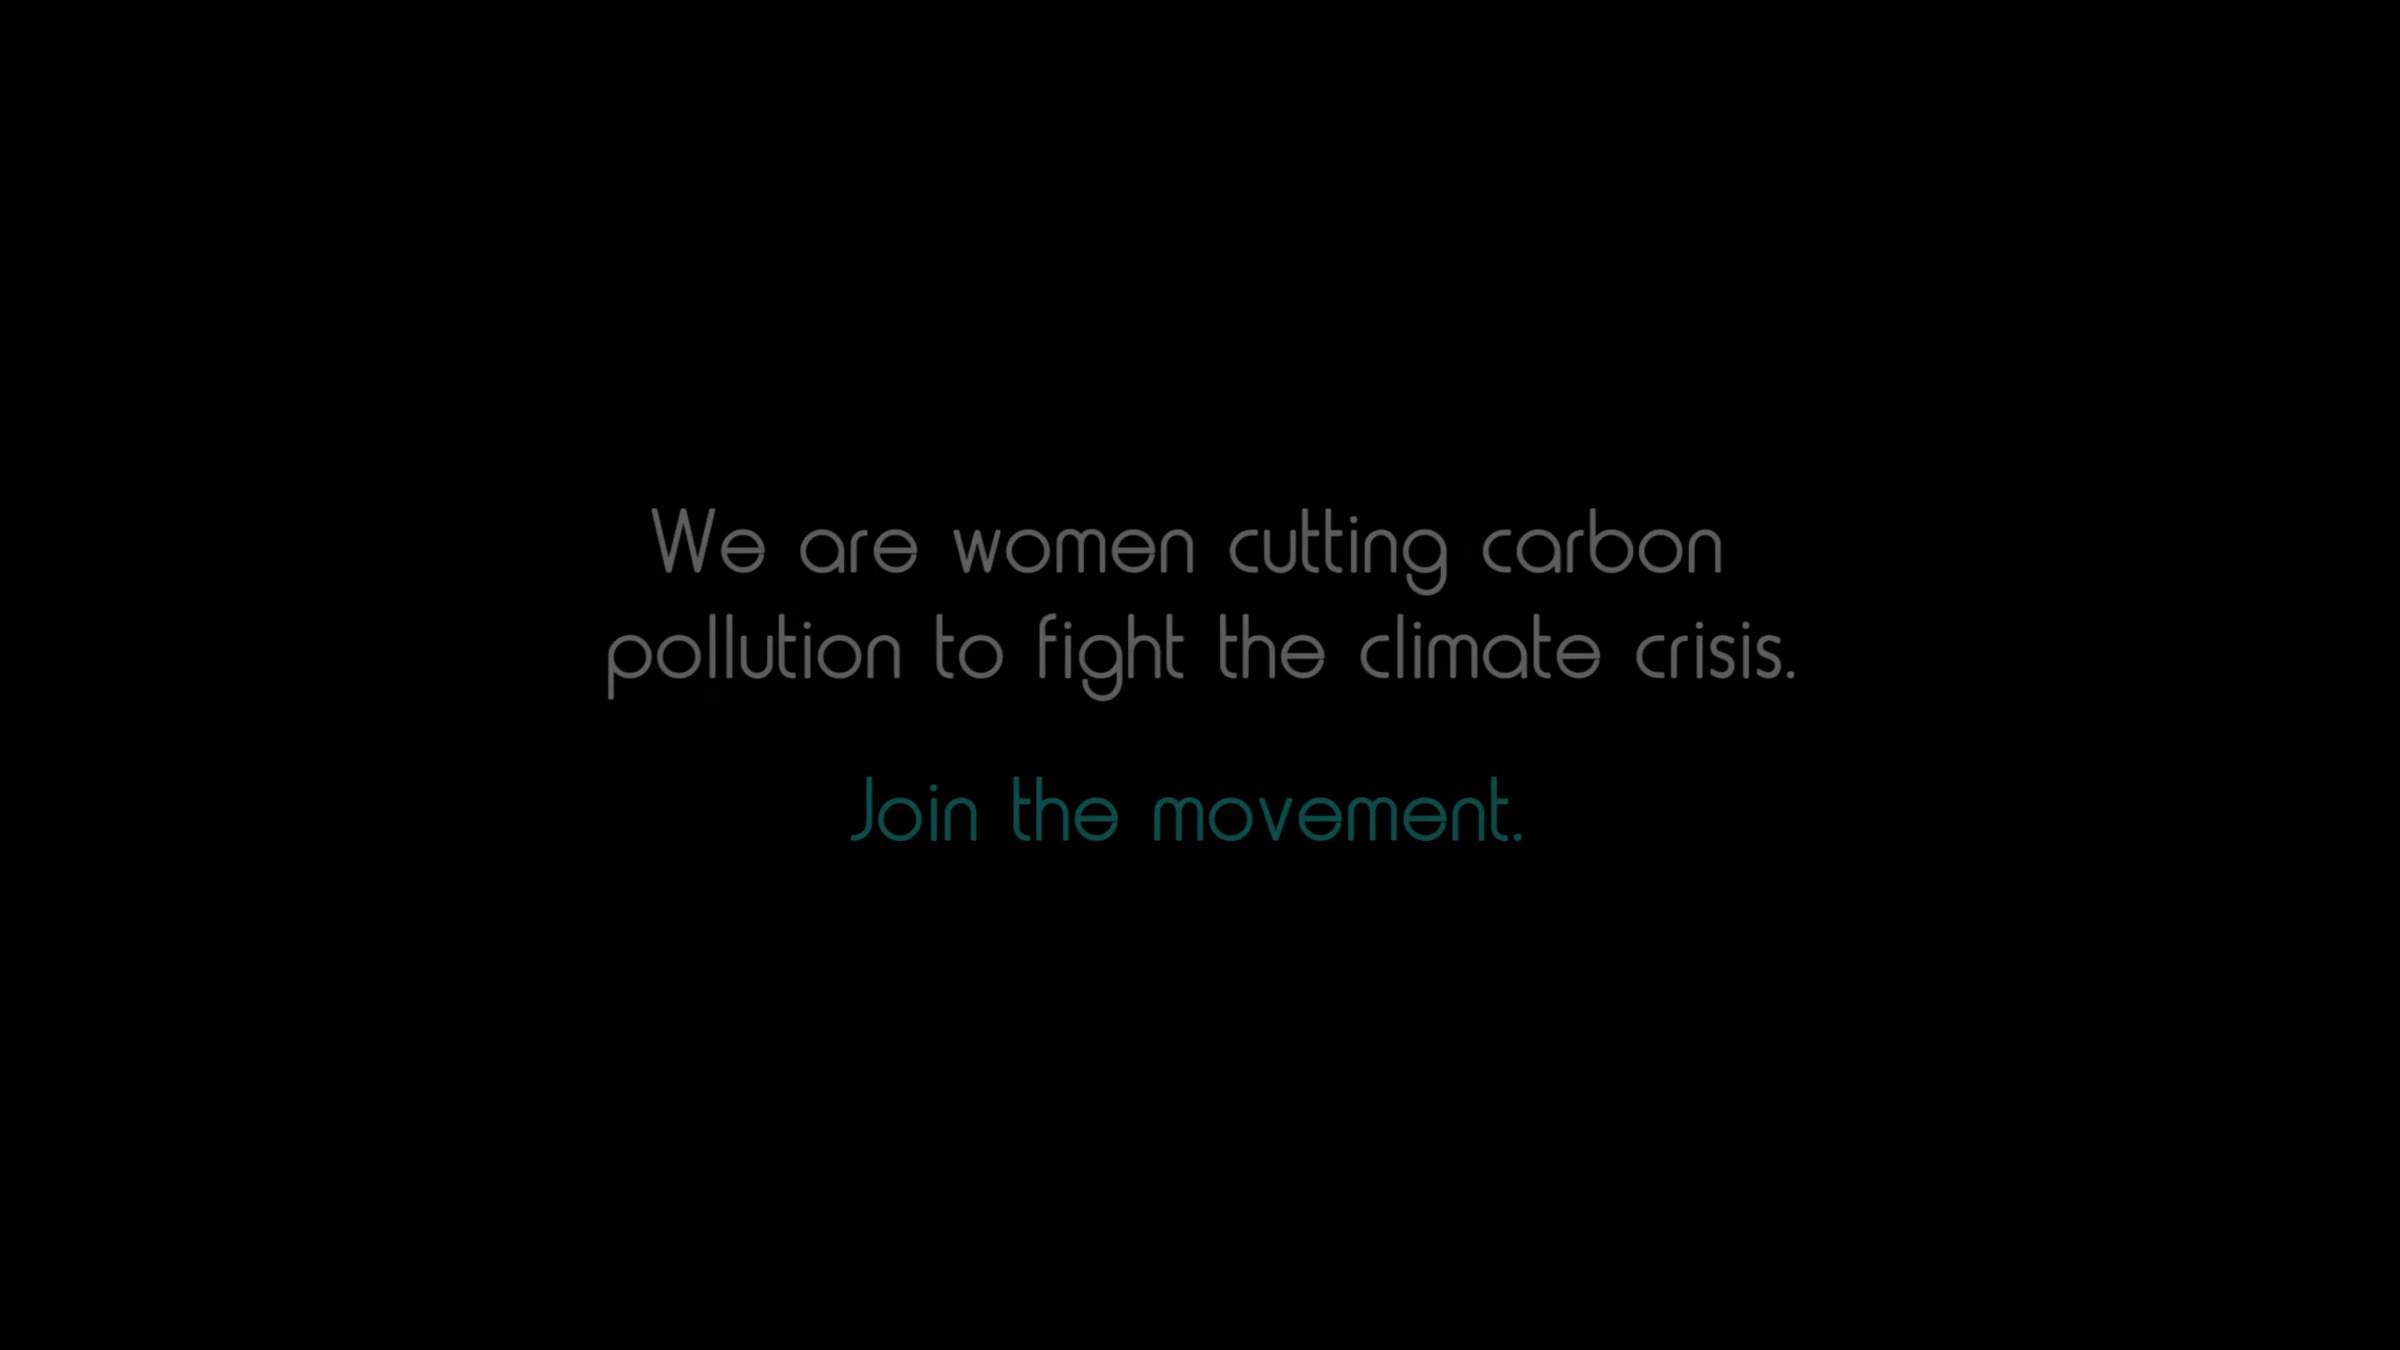 We are women cutting carbon
pollution to fight the climate crisis.
Join the movement.